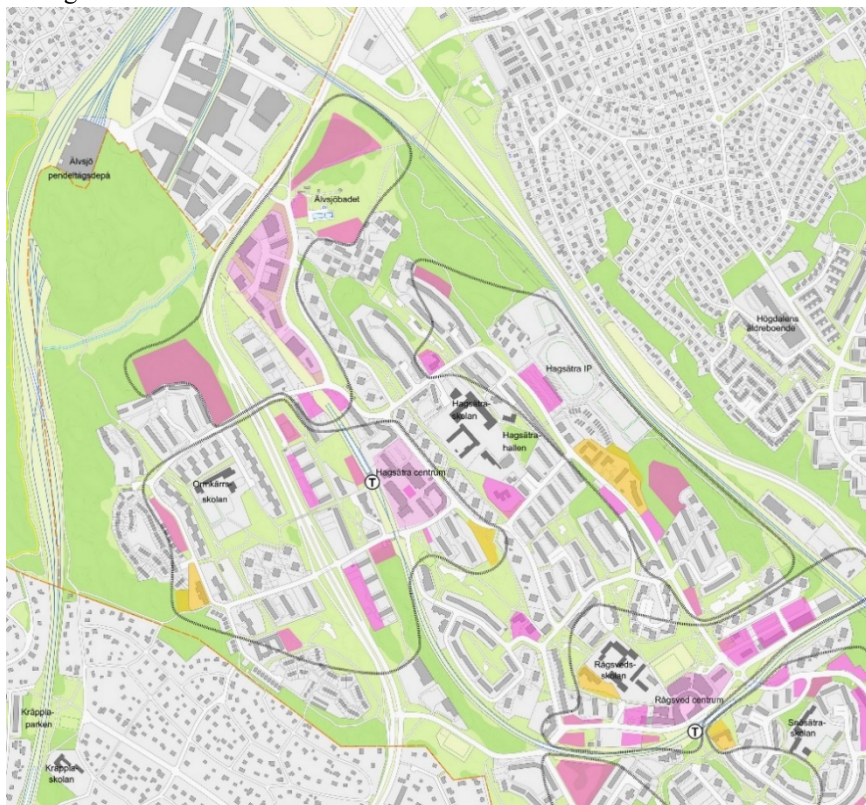 Älvsjö
pendeltågsdepå
Älvsjöbadet
Högdalens
äldreboende
Hagsätra IP
Hagsätra-
skolan
Hagsätra-
hallen
Hagsätra centrum
Ormkärrs-
skolan
T
Rågsveds-
skolan
Rågsved centrum
Snösätra-
skolan
T
Kräppla-
parken
Kräppla-
skolan